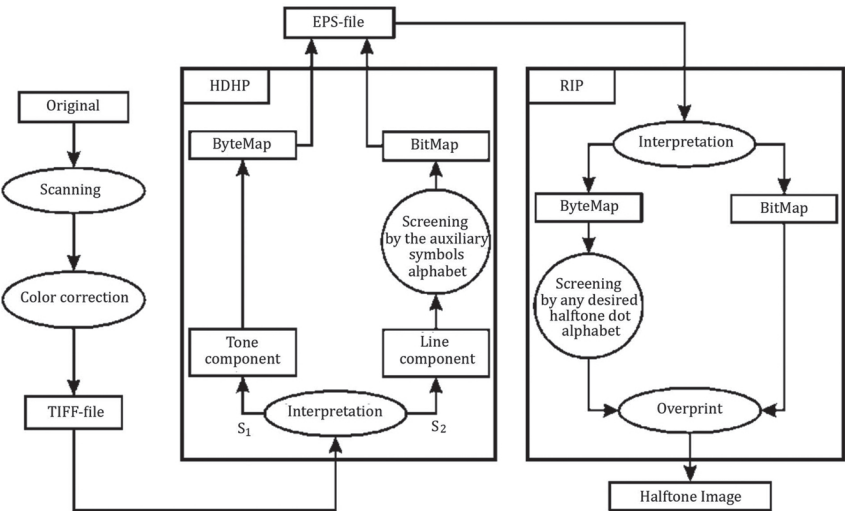 EPS-file
Original
Scanning
Color correction
TIFF-file
HDHP
ByteMap
BitMap
Screening
by the auxiliary
symbols
alphabet
Tone
component
Line
component
Interpretation
S1
S2
RIP
Interpretation
ByteMap
BitMap
Screening
by any desired
halftone dot
alphabet
Overprint
Halftone Image